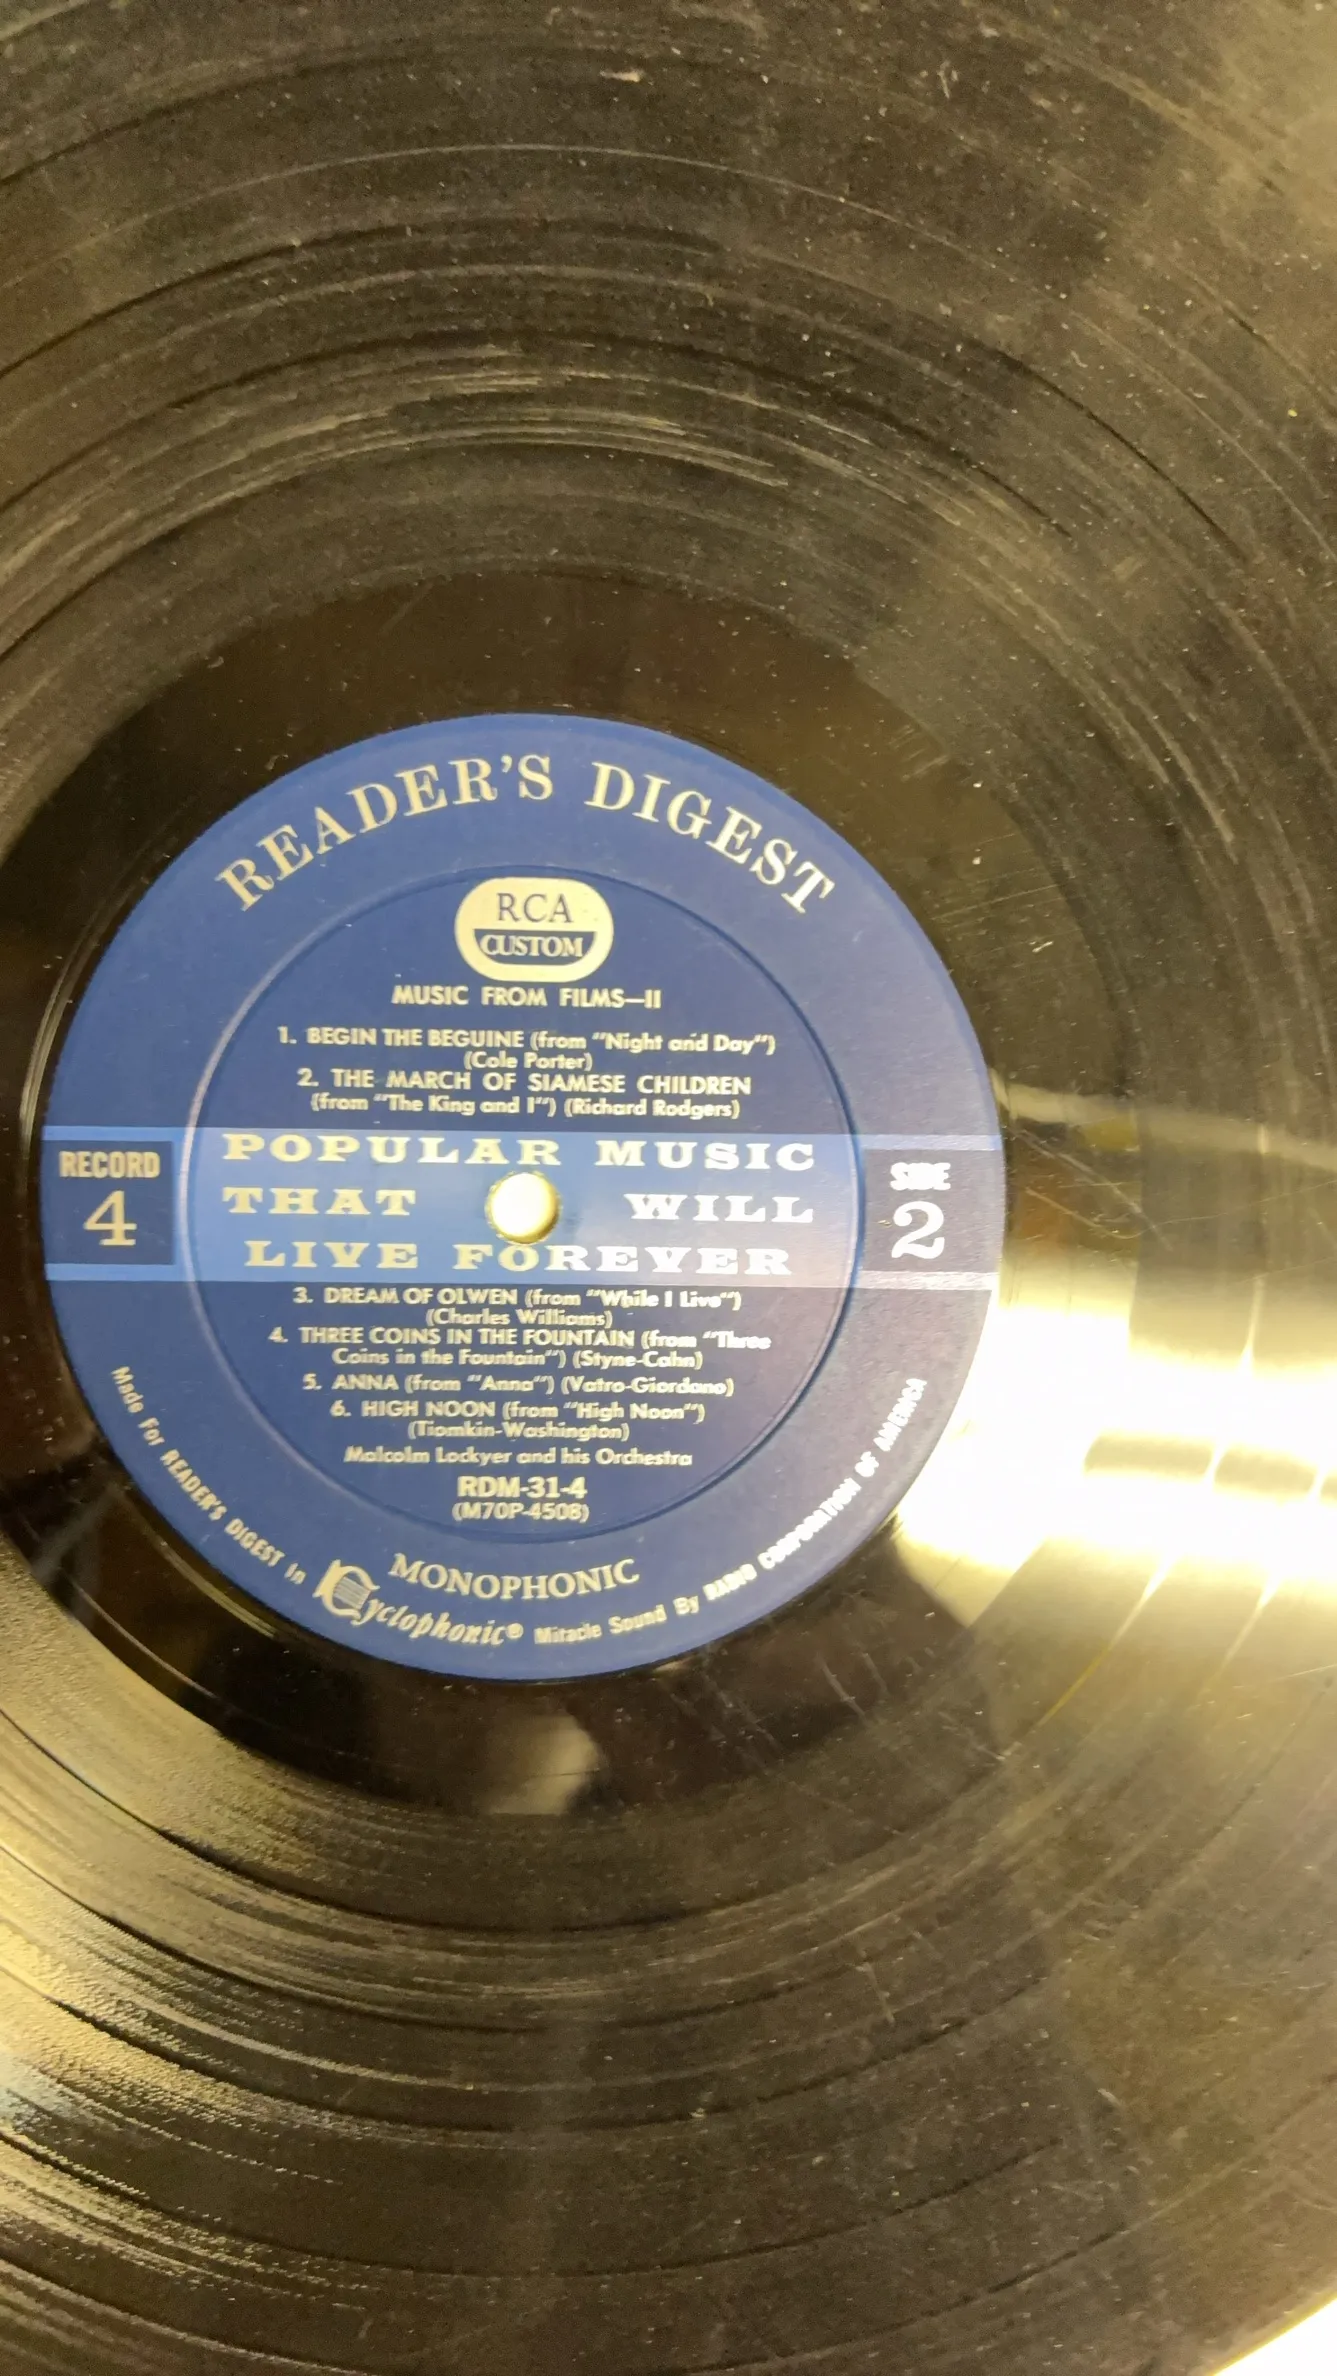 READER'S DIGEST
RCA
CUSTOM
MUSIC FROM FILMS—II
1. BEGIN THE BEGUINE (from "Night and Day")
(Cole Porter)
2. THE MARCH OF SIAMESE CHILDREN
(from "The King and I") (Richard Rodgers)
RECORD
4
POPULAR MUSIC
THAT WILL
LIVE FOREVER
SIDE
2
3. DREAM OF OLWEN (from "While I Live")
(Charles Williams)
4. THREE COINS IN THE FOUNTAIN (from "Three
Coins in the Fountain") (Styne-Cahn)
5. ANNA (from "Anna") (Vatro-Giordano)
6. HIGH NOON (from "High Noon")
(Tiomkin-Washington)
Malcolm Lockyer and his Orchestra
RDM-31-4
(M70P-4508)
MONOPHONIC
Made For READER'S DIGEST In Cyclophonic® Miracle Sound By RADIO CORPORATION OF AMERICA